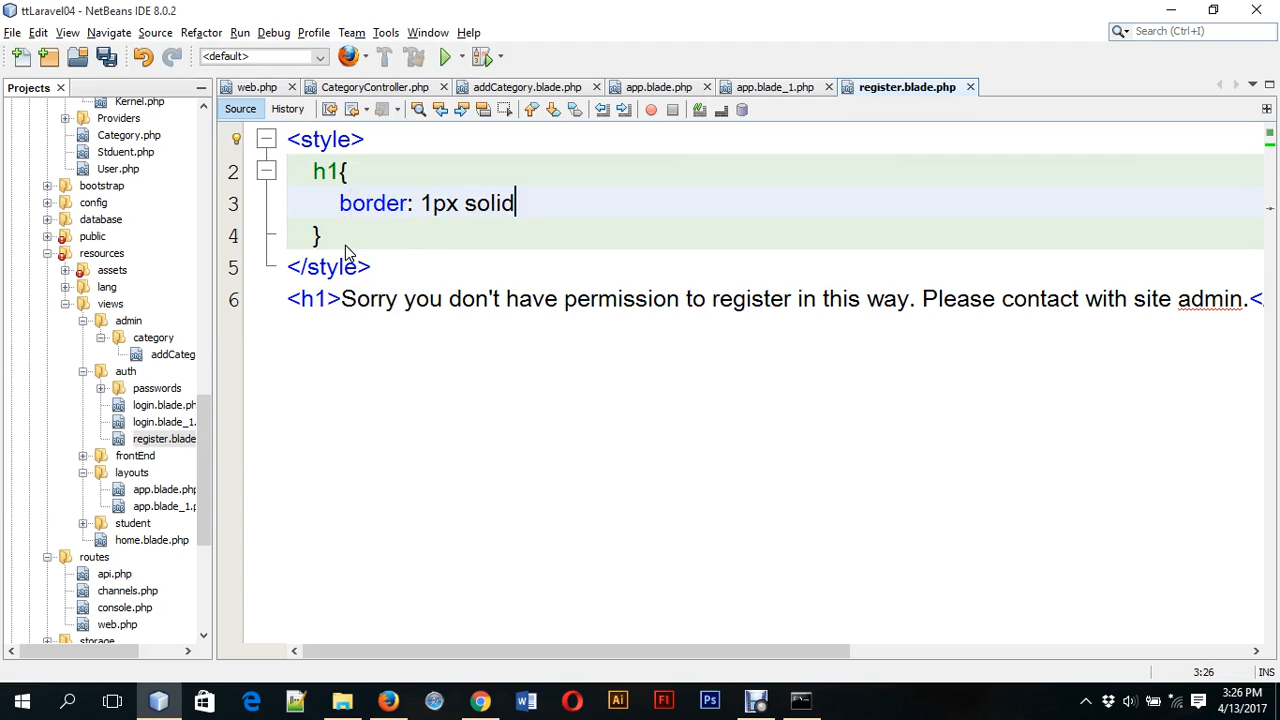 ttLaravel04 - NetBeans IDE 8.0.2
File Edit View Navigate Source Refactor Run Debug Profile Team Tools Window Help
Search (Ctrl+I)
<default>
Projects
web.php CategoryController.php addCategory.blade.php app.blade.php app.blade_1.php register.blade.php
Source History
Kernel.php
Providers
Category.php
Stduent.php
User.php
bootstrap
config
database
public
resources
assets
lang
views
admin
category
addCateg
auth
passwords
login.blade.ph
login.blade_1.
register.blade
frontEnd
layouts
app.blade.php
app.blade_1.p
student
home.blade.php
routes
api.php
channels.php
console.php
web.php
storage
<style>
2 h1{
3 border: 1px solid
4 }
5 </style>
6 <h1>Sorry you don't have permission to register in this way. Please contact with site admin.</
3:26 INS
W Ai Fl Ps
3:26 PM
4/13/2017